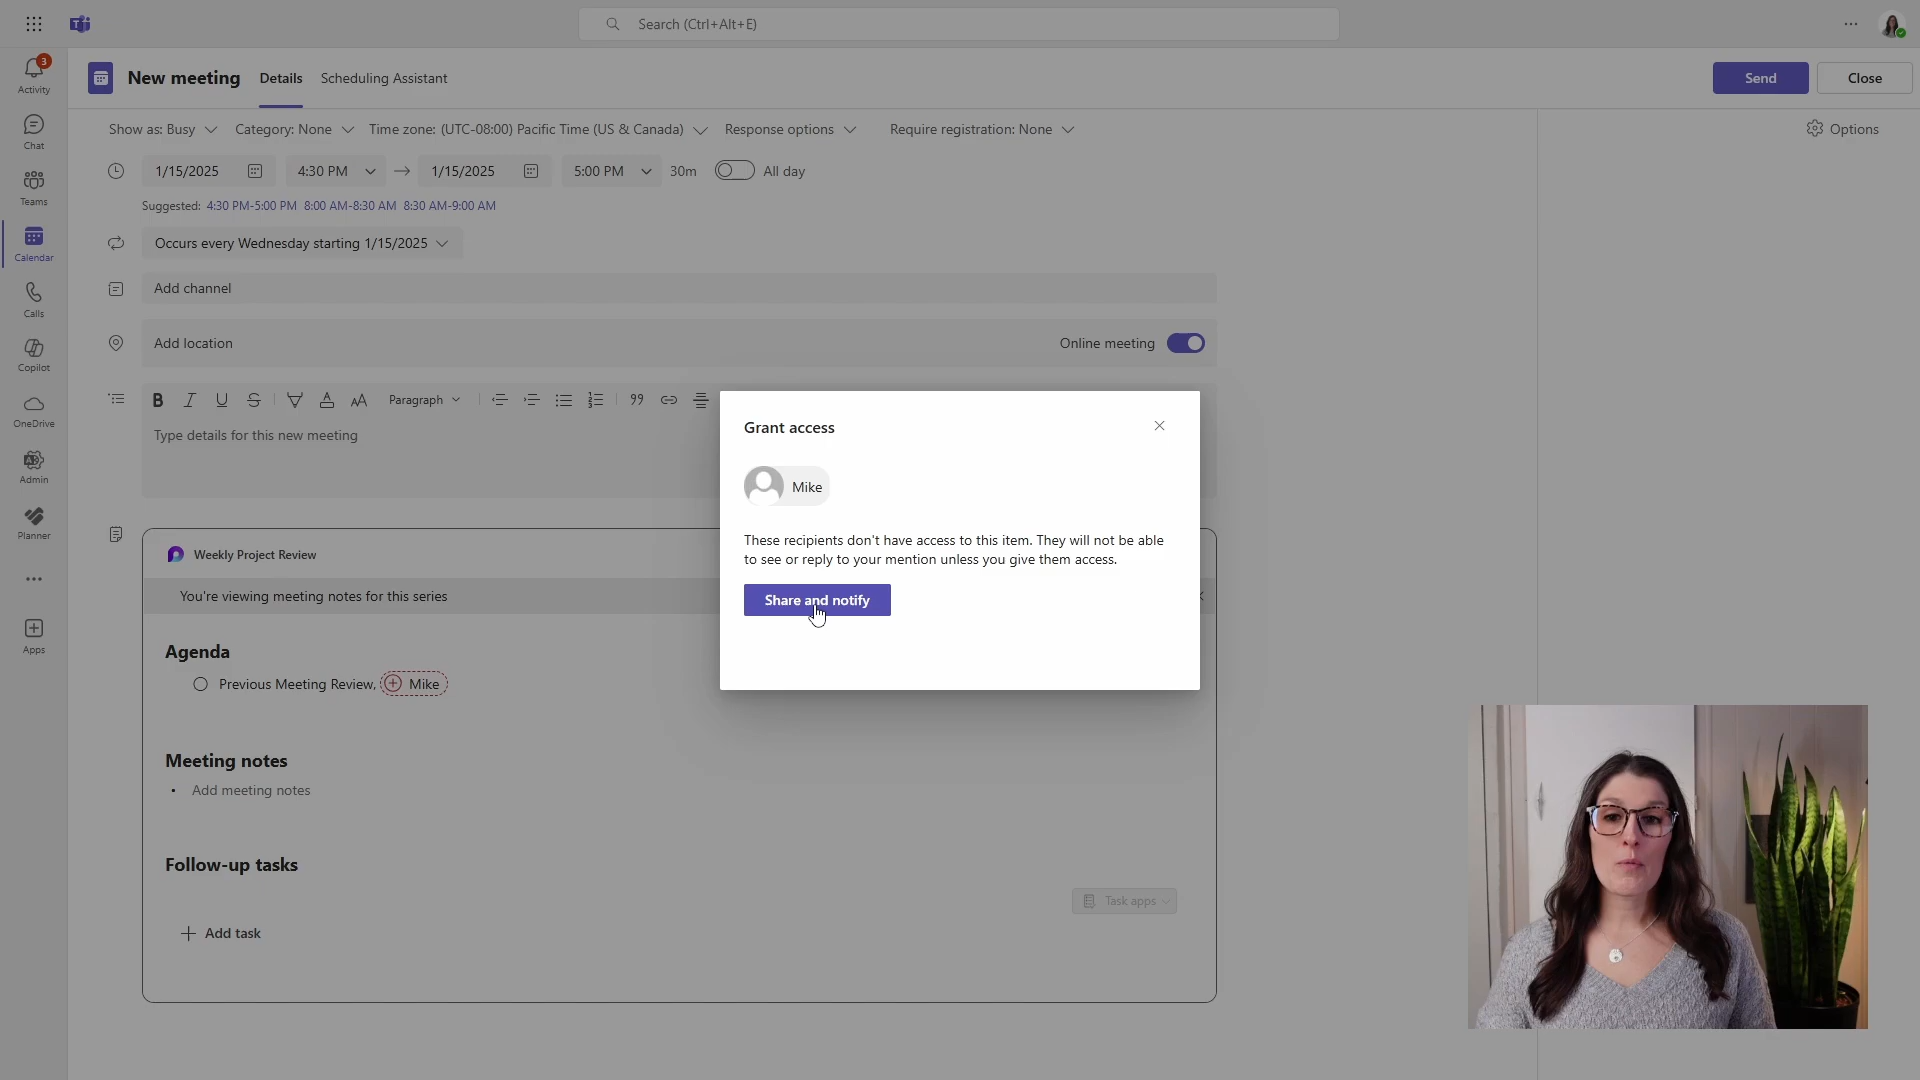 Search (Ctrl+Alt+E)
3
Activity
Chat
Teams
Calendar
Calls
Copilot
OneDrive
Admin
Planner
Apps
New meeting
Details
Scheduling Assistant
Send
Close
Show as: Busy
Category: None
Time zone: (UTC-08:00) Pacific Time (US & Canada)
Response options
Require registration: None
Options
1/15/2025
4:30 PM
1/15/2025
5:00 PM
30m
All day
Suggested: 4:30 PM-5:00 PM 8:00 AM-8:30 AM 8:30 AM-9:00 AM
Occurs every Wednesday starting 1/15/2025
Add channel
Add location
Online meeting
Paragraph
Type details for this new meeting
Grant access
Mike
These recipients don't have access to this item. They will not be able
to see or reply to your mention unless you give them access.
Share and notify
Weekly Project Review
You're viewing meeting notes for this series
Agenda
Previous Meeting Review, Mike
Meeting notes
• Add meeting notes
Follow-up tasks
Task apps
Add task